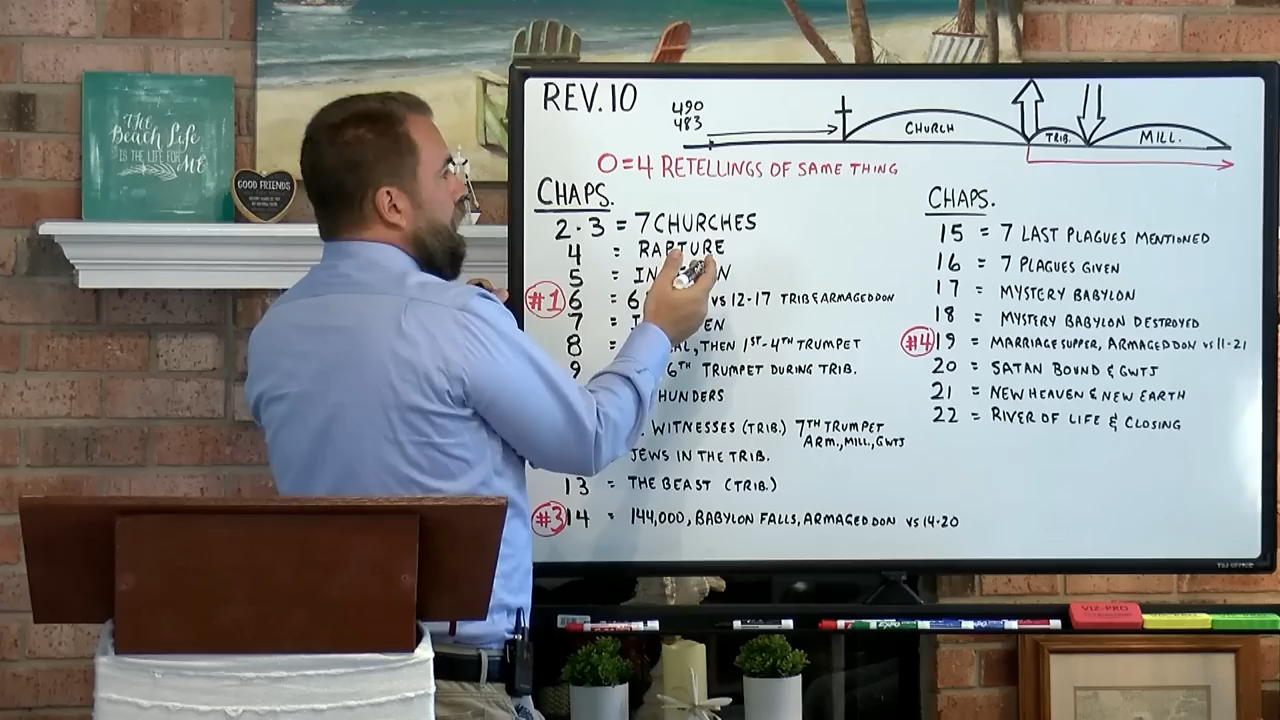 The
Beach Life
IS THE LIFE FOR
ME
GOOD FRIENDS
REV.10
490
483
CHURCH
TRIB.
MILL.
0=4 RETELLINGS OF SAME THING
CHAPS.
2·3 = 7 CHURCHES
4 = RAPTURE
5 = IN
#1 6 = 6 VS 12-17 TRIB & ARMAGEDDON
7 = EN
8 = , THEN 1ST-4TH TRUMPET
9 6TH TRUMPET DURING TRIB.
HUNDERS
WITNESSES (TRIB.) 7TH TRUMPET
ARM., MILL, GWTJ
JEWS IN THE TRIB.
13 = THE BEAST (TRIB.)
#3 14 = 144,000, BABYLON FALLS, ARMAGEDDON VS 14-20
CHAPS.
15 = 7 LAST PLAGUES MENTIONED
16 = 7 PLAGUES GIVEN
17 = MYSTERY BABYLON
18 = MYSTERY BABYLON DESTROYED
#4 19 = MARRIAGE SUPPER, ARMAGEDDON VS 11-21
20 = SATAN BOUND & GWTJ
21 = NEW HEAVEN & NEW EARTH
22 = RIVER OF LIFE & CLOSING
VIZ-PRO